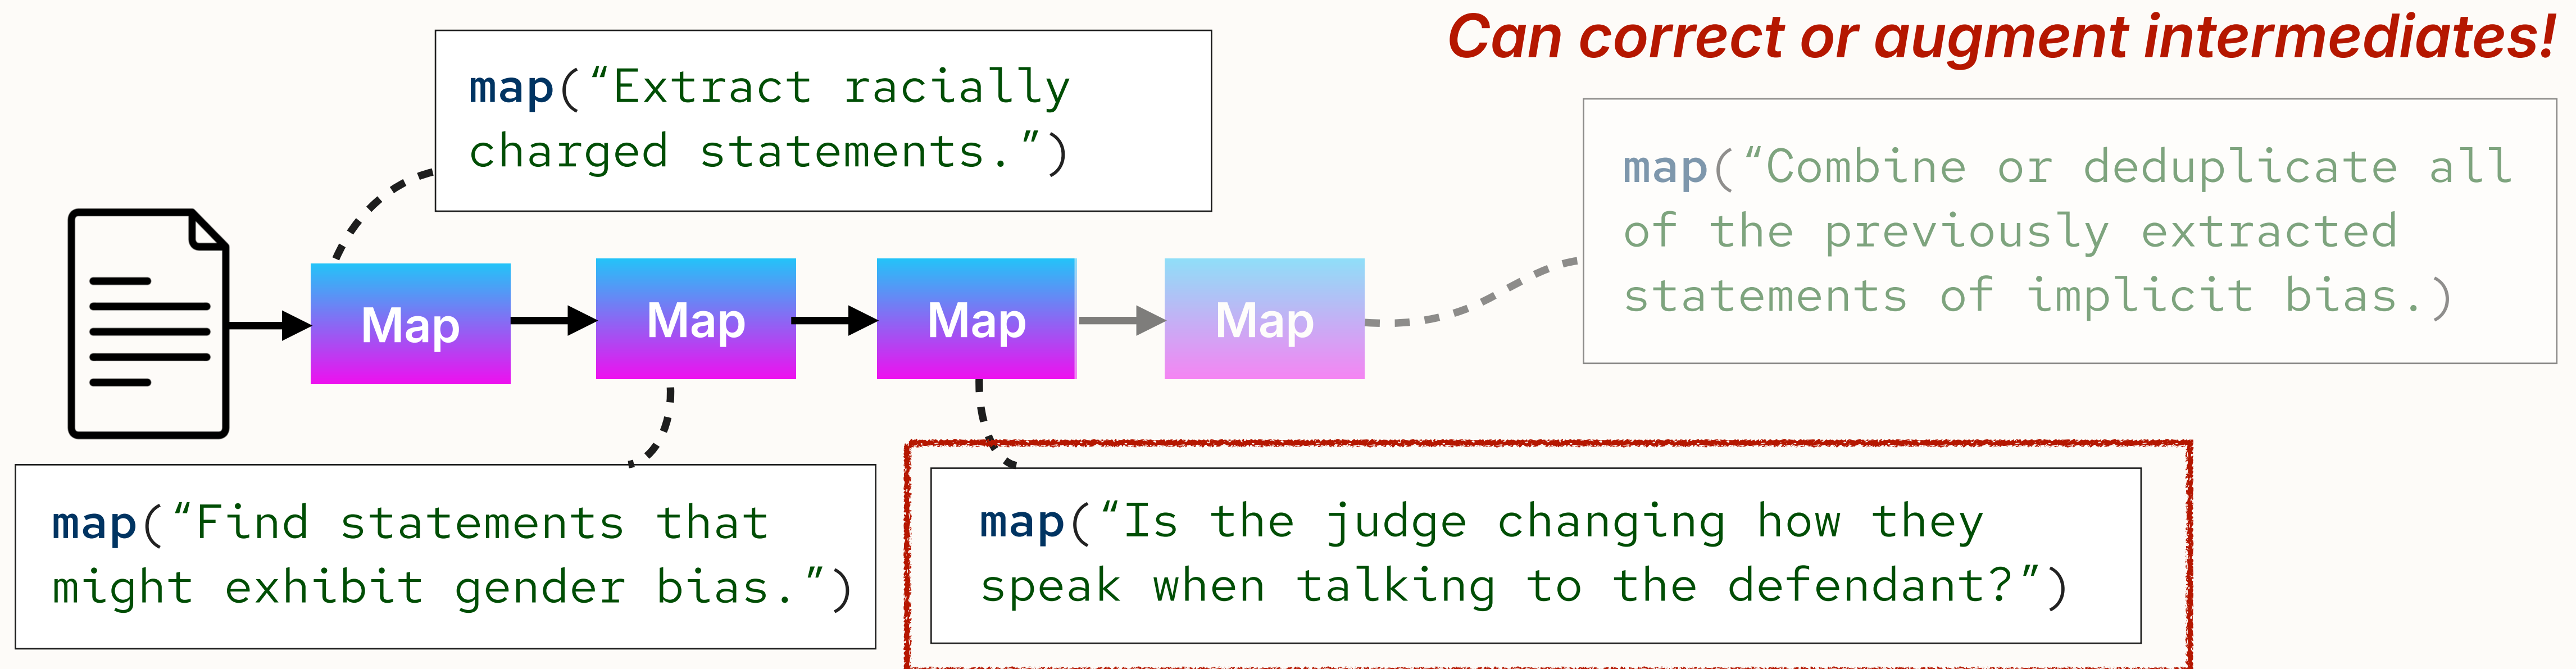 Can correct or augment intermediates!
map(“Extract racially
charged statements.”)
map(“Combine or deduplicate all
of the previously extracted
statements of implicit bias.)
Map
Map
Map
Map
map(“Find statements that
might exhibit gender bias.”)
map(“Is the judge changing how they
speak when talking to the defendant?”)